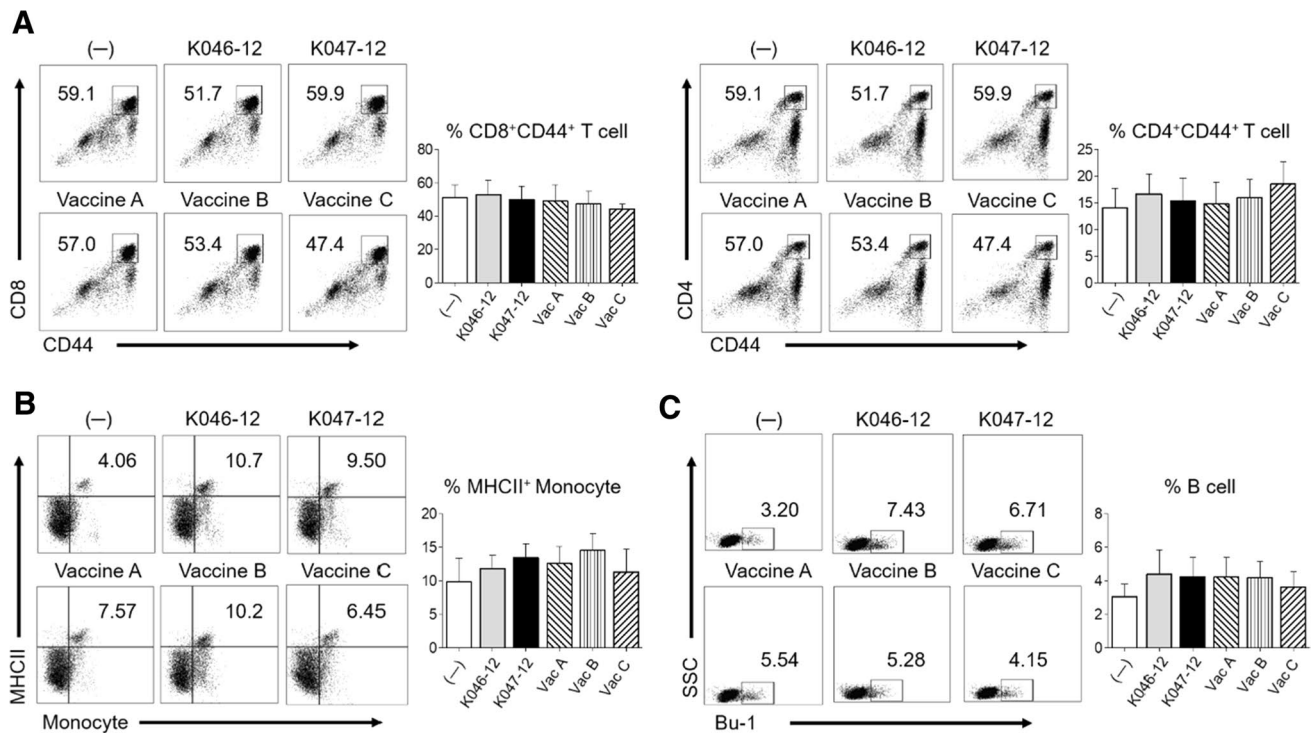 A
(—) K046-12 K047-12
59.1 51.7 59.9
Vaccine A Vaccine B Vaccine C
57.0 53.4 47.4
CD8
CD44
% CD8⁺CD44⁺ T cell
80
60
40
20
0
(—) K046-12 K047-12 Vac A Vac B Vac C
(—) K046-12 K047-12
59.1 51.7 59.9
Vaccine A Vaccine B Vaccine C
57.0 53.4 47.4
CD4
CD44
% CD4⁺CD44⁺ T cell
25
20
15
10
5
0
(—) K046-12 K047-12 Vac A Vac B Vac C
B
(—) K046-12 K047-12
4.06 10.7 9.50
Vaccine A Vaccine B Vaccine C
7.57 10.2 6.45
MHCII
Monocyte
% MHCII⁺ Monocyte
20
15
10
5
0
(—) K046-12 K047-12 Vac A Vac B Vac C
C
(—) K046-12 K047-12
3.20 7.43 6.71
Vaccine A Vaccine B Vaccine C
5.54 5.28 4.15
SSC
Bu-1
% B cell
8
6
4
2
0
(—) K046-12 K047-12 Vac A Vac B Vac C